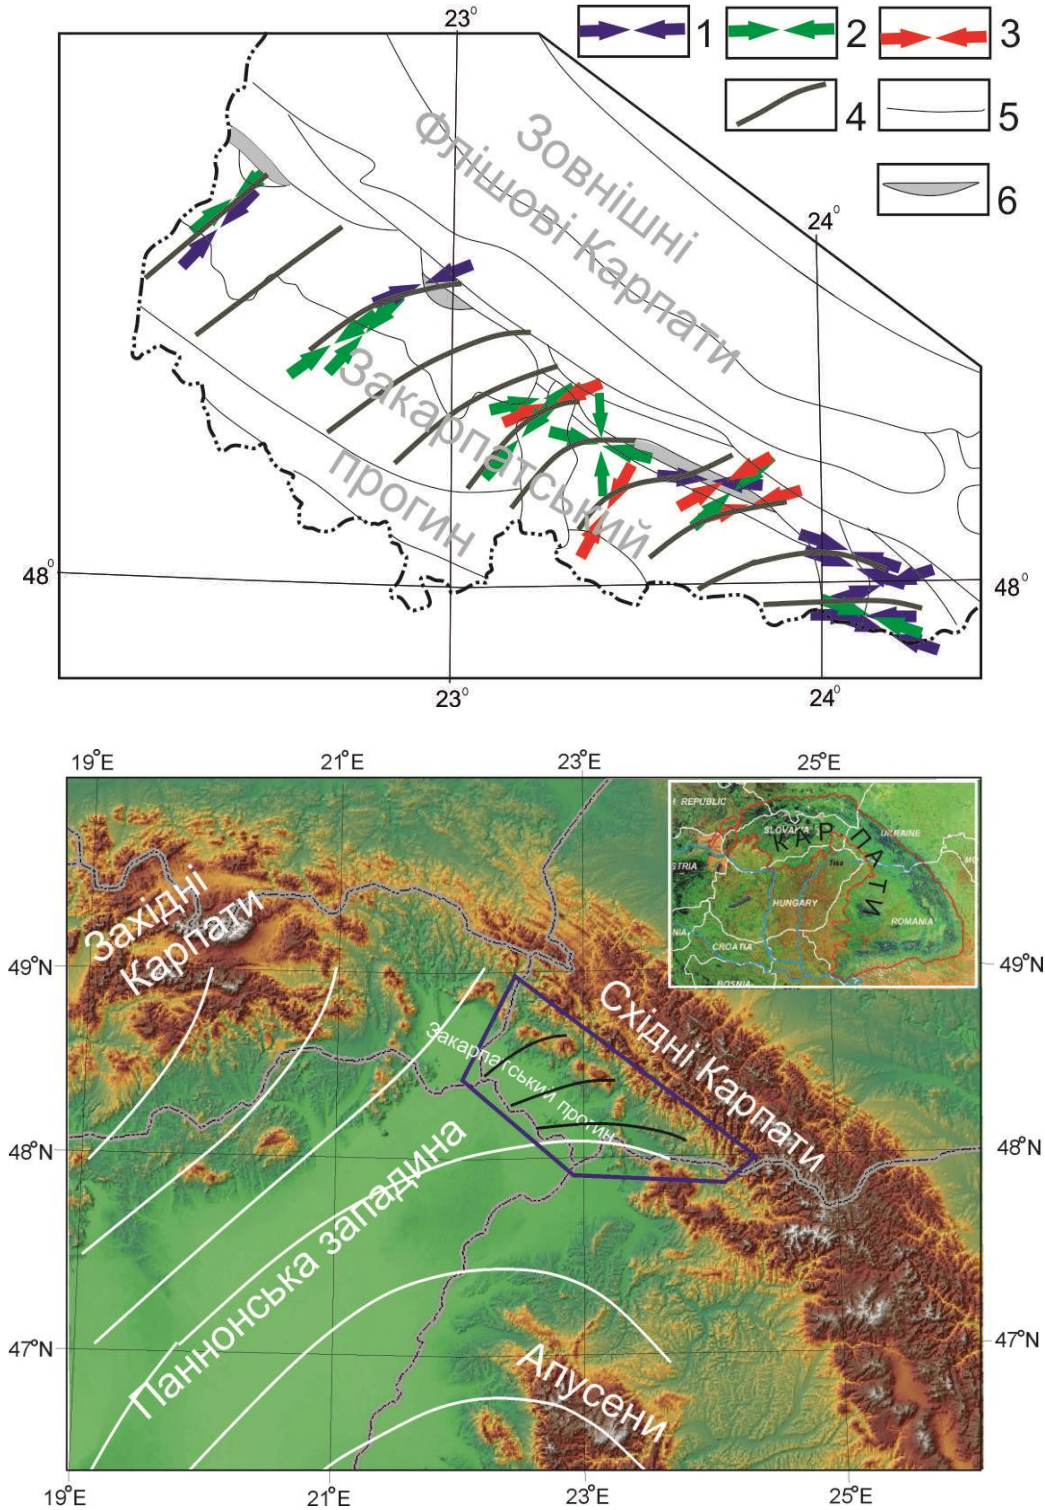 23°
1
2
3
4
5
6
Зовнішні
Флішові Карпати
24°
Закарпатський
прогин
48°
48°
23°
24°
19°E
21°E
23°E
25°E
REPUBLIC
SLOVAKIA
UKRAINE
КАРПАТИ
STRIA
Tisa
MO
HUNGARY
ROMANIA
NIA
CROATIA
BOSNIA
Західні
Карпати
49°N
49°N
Східні Карпати
Закарпатський прогин
48°N
48°N
Паннонська западина
47°N
47°N
Апусени
19°E
21°E
23°E
25°E